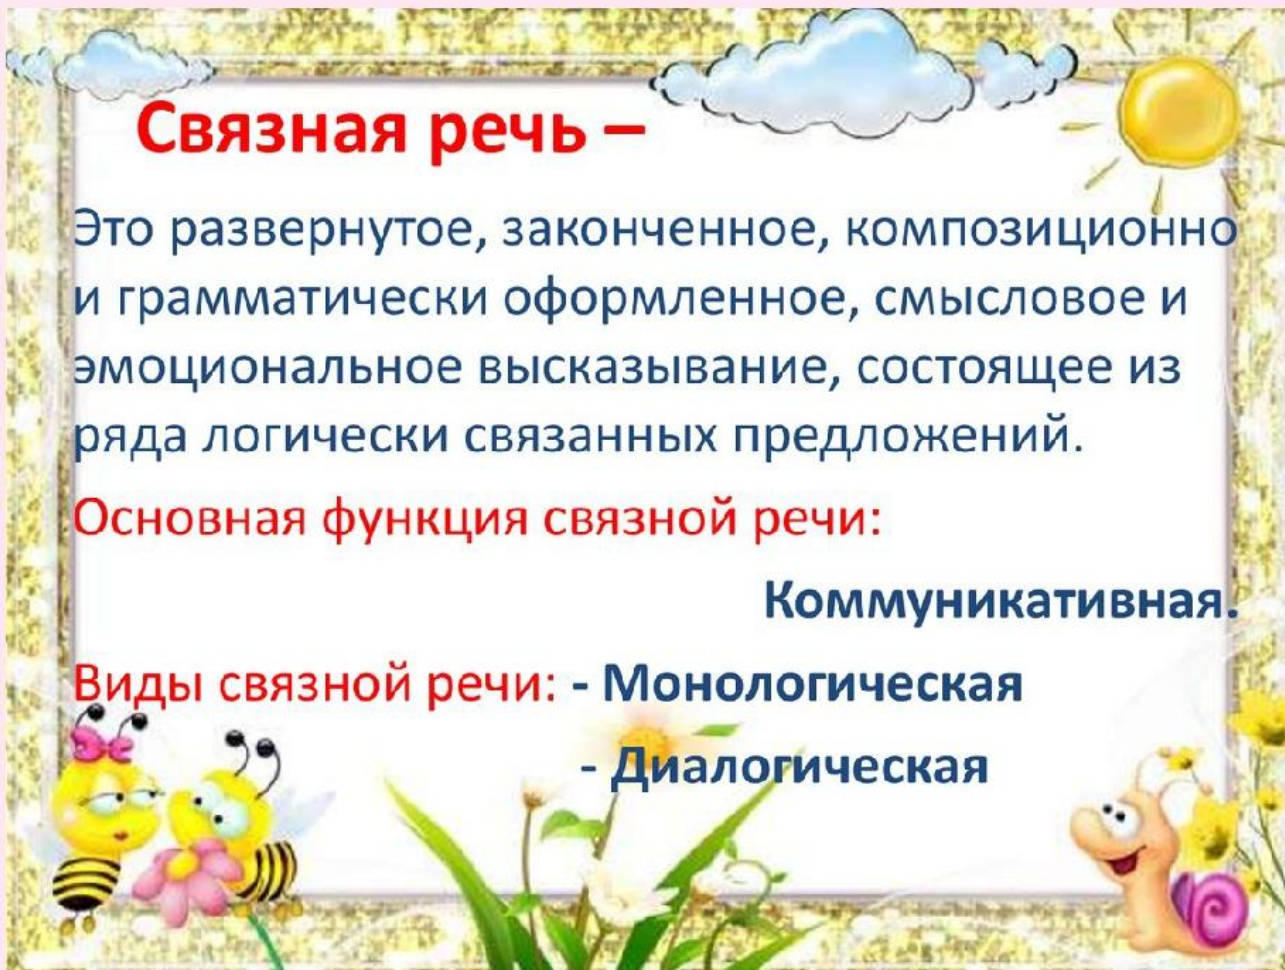 Связная речь –
Это развернутое, законченное, композиционно
и грамматически оформленное, смысловое и
эмоциональное высказывание, состоящее из
ряда логически связанных предложений.
Основная функция связной речи:
Коммуникативная.
Виды связной речи: - Монологическая
- Диалогическая